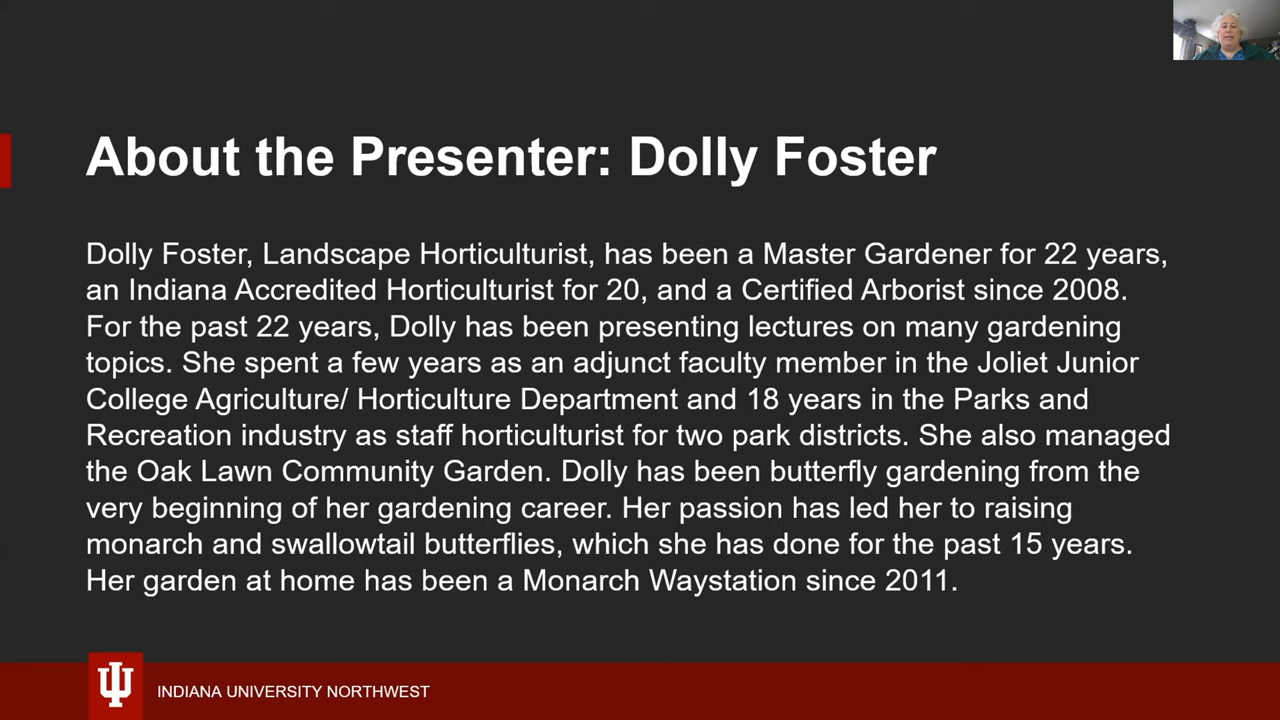 About the Presenter: Dolly Foster
Dolly Foster, Landscape Horticulturist, has been a Master Gardener for 22 years,
an Indiana Accredited Horticulturist for 20, and a Certified Arborist since 2008.
For the past 22 years, Dolly has been presenting lectures on many gardening
topics. She spent a few years as an adjunct faculty member in the Joliet Junior
College Agriculture/ Horticulture Department and 18 years in the Parks and
Recreation industry as staff horticulturist for two park districts. She also managed
the Oak Lawn Community Garden. Dolly has been butterfly gardening from the
very beginning of her gardening career. Her passion has led her to raising
monarch and swallowtail butterflies, which she has done for the past 15 years.
Her garden at home has been a Monarch Waystation since 2011.
INDIANA UNIVERSITY NORTHWEST